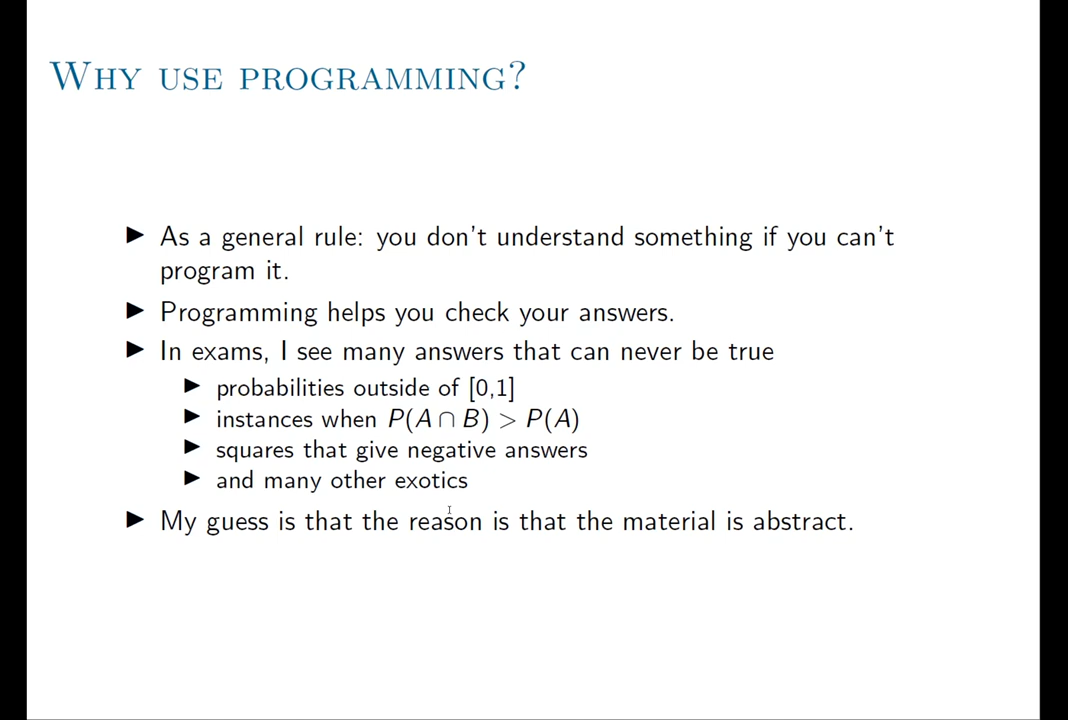 WHY USE PROGRAMMING?
▶ As a general rule: you don't understand something if you can't
program it.
▶ Programming helps you check your answers.
▶ In exams, I see many answers that can never be true
▶ probabilities outside of [0,1]
▶ instances when P(A ∩ B) > P(A)
▶ squares that give negative answers
▶ and many other exotics
▶ My guess is that the reason is that the material is abstract.